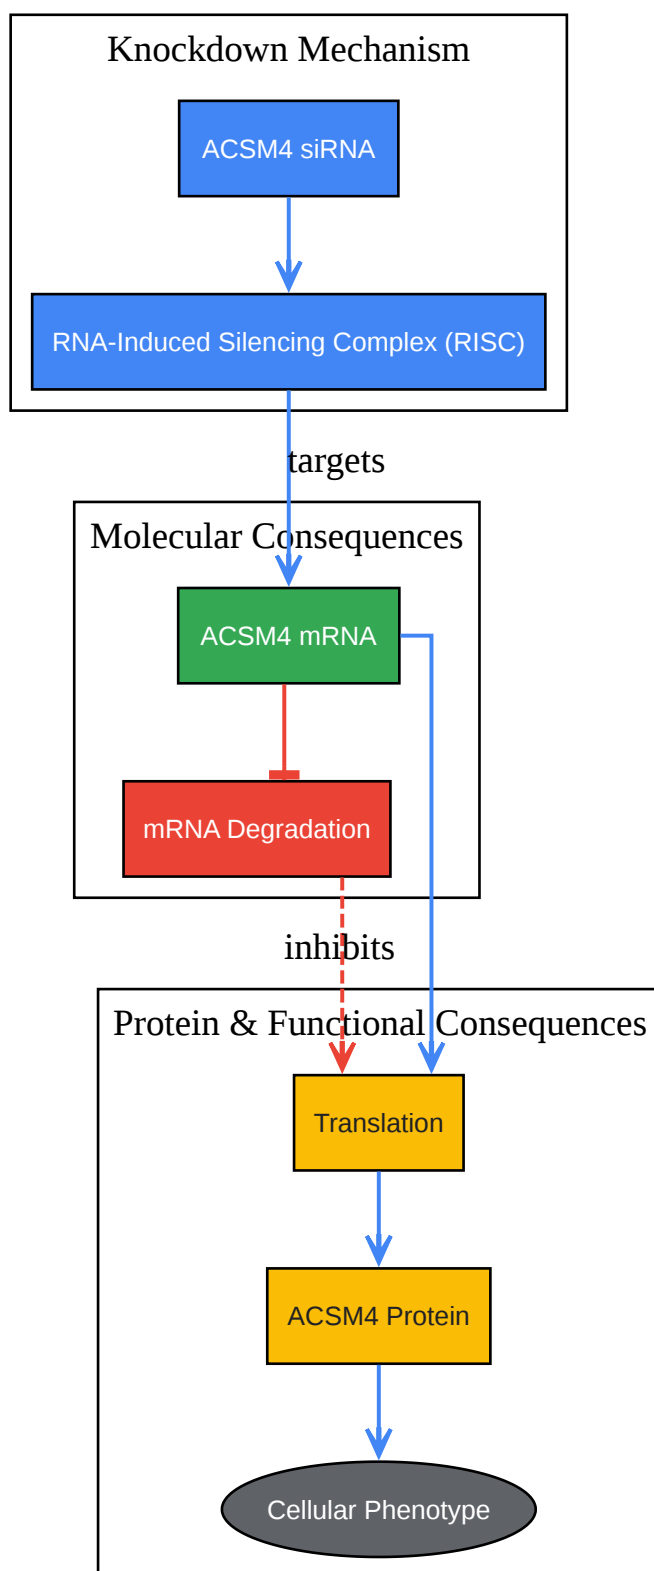 Knockdown Mechanism
ACSM4 siRNA
RNA-Induced Silencing Complex (RISC)
targets
Molecular Consequences
ACSM4 mRNA
mRNA Degradation
inhibits
Protein & Functional Consequences
Translation
ACSM4 Protein
Cellular Phenotype